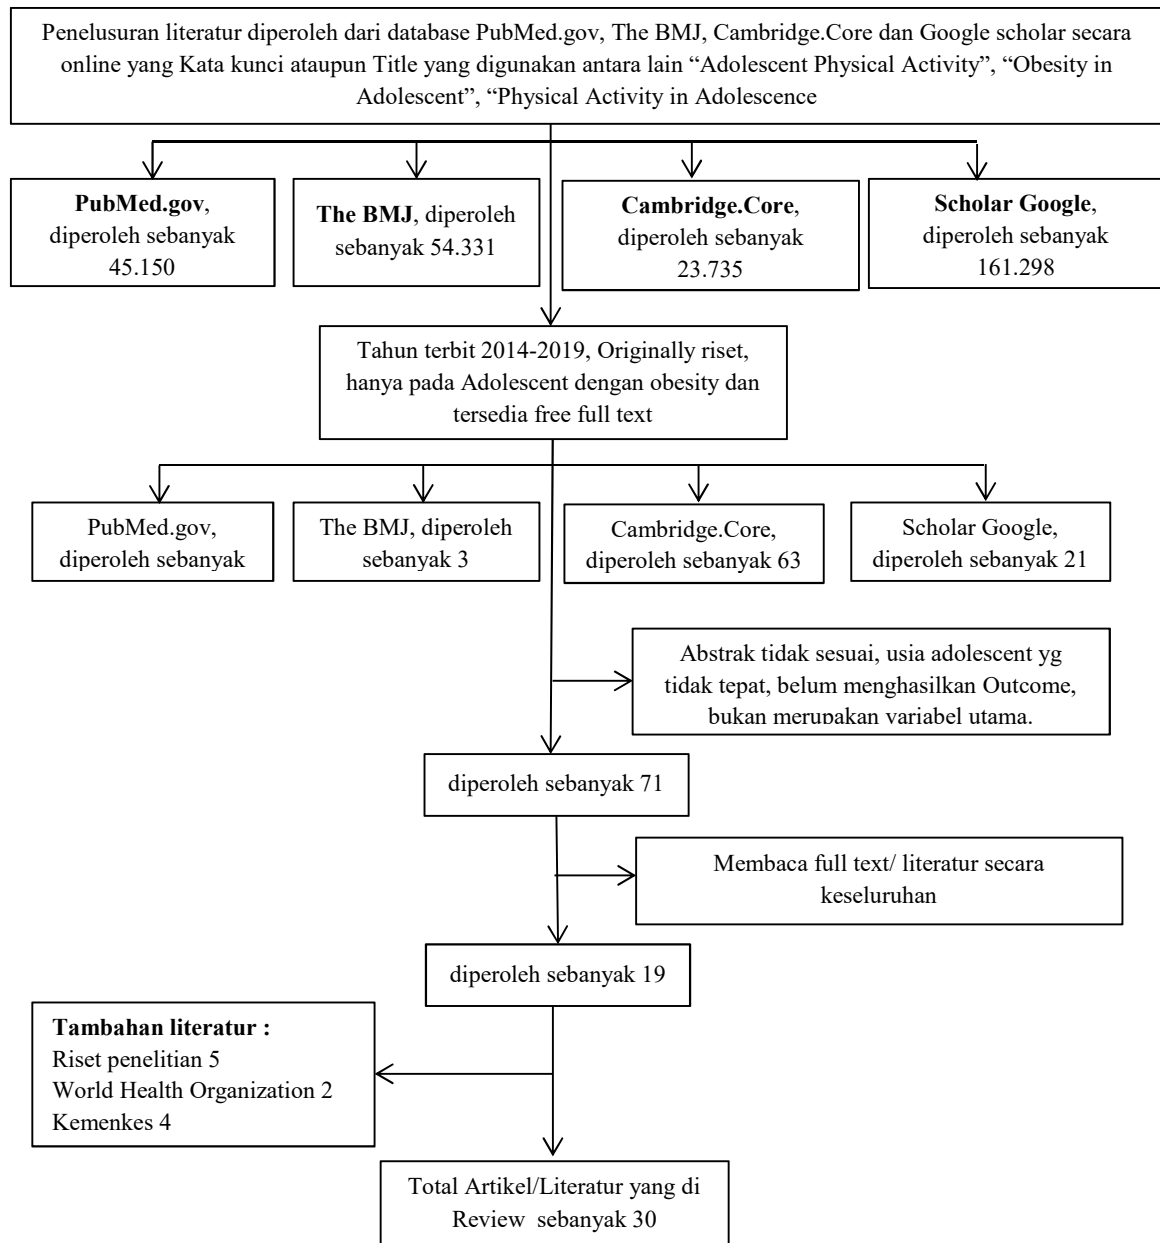 Penelusuran literatur diperoleh dari database PubMed.gov, The BMJ, Cambridge.Core dan Google scholar secara
online yang Kata kunci ataupun Title yang digunakan antara lain “Adolescent Physical Activity”, “Obesity in
Adolescent”, “Physical Activity in Adolescence
PubMed.gov,
diperoleh sebanyak
45.150
The BMJ, diperoleh
sebanyak 54.331
Cambridge.Core,
diperoleh sebanyak
23.735
Scholar Google,
diperoleh sebanyak
161.298
Tahun terbit 2014-2019, Originally riset,
hanya pada Adolescent dengan obesity dan
tersedia free full text
PubMed.gov,
diperoleh sebanyak
The BMJ, diperoleh
sebanyak 3
Cambridge.Core,
diperoleh sebanyak 63
Scholar Google,
diperoleh sebanyak 21
Abstrak tidak sesuai, usia adolescent yg
tidak tepat, belum menghasilkan Outcome,
bukan merupakan variabel utama.
diperoleh sebanyak 71
Membaca full text/ literatur secara
keseluruhan
diperoleh sebanyak 19
Tambahan literatur :
Riset penelitian 5
World Health Organization 2
Kemenkes 4
Total Artikel/Literatur yang di
Review sebanyak 30